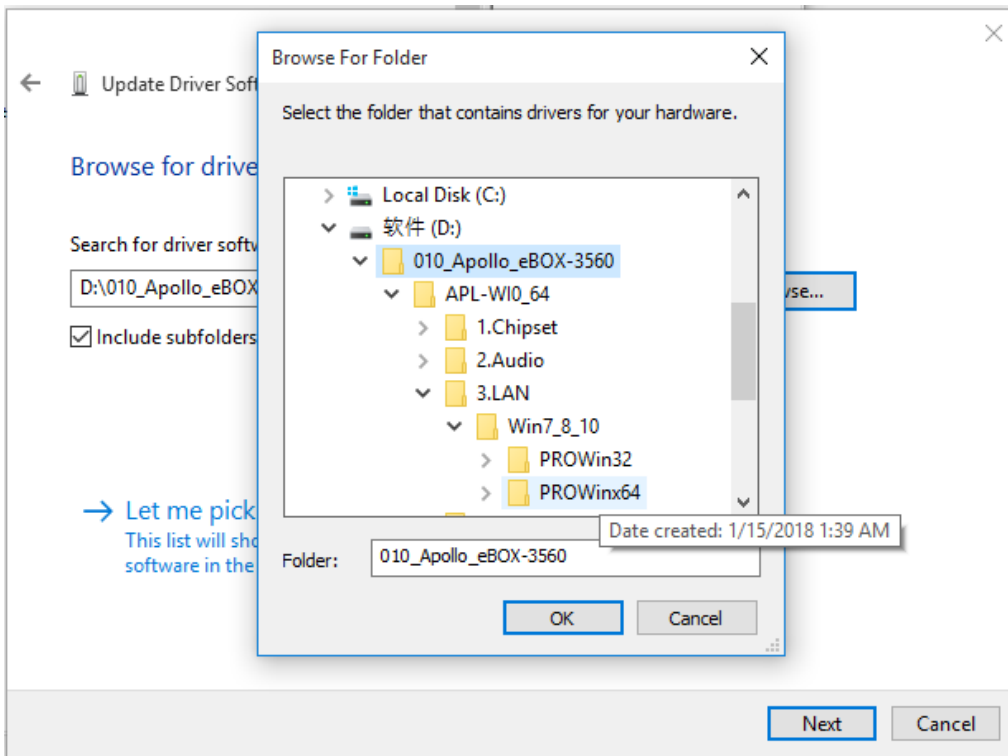 Update Driver Soft
Browse For Folder
Select the folder that contains drivers for your hardware.
Browse for drive
Local Disk (C:)
软件 (D:)
Search for driver softw
010_Apollo_eBOX-3560
D:\010_Apollo_eBOX
APL-WI0_64
wse...
Include subfolders
1.Chipset
2.Audio
3.LAN
Win7_8_10
PROWin32
PROWinx64
Let me pick
This list will sho
software in the
Date created: 1/15/2018 1:39 AM
Folder:
010_Apollo_eBOX-3560
OK
Cancel
Next
Cancel